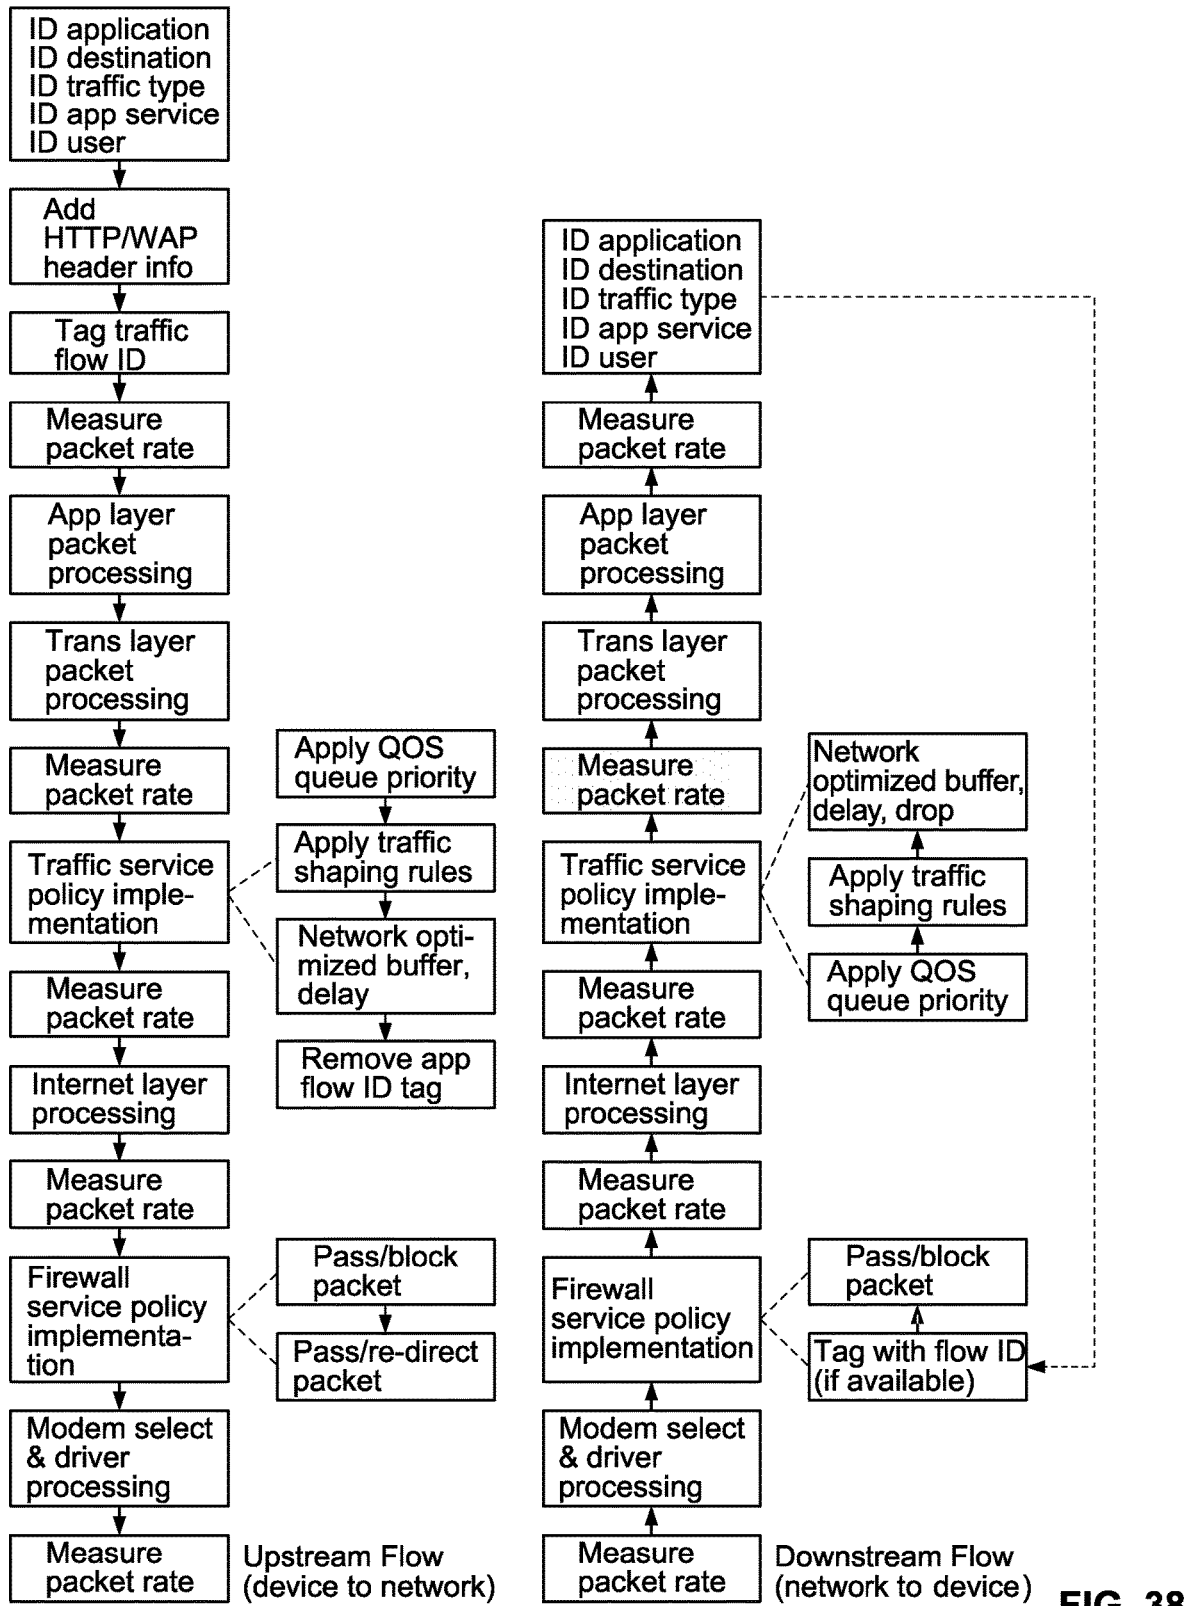 ID application
ID destination
ID traffic type
ID app service
ID user
Add
HTTP/WAP
header info
Tag traffic
flow ID
Measure
packet rate
App layer
packet
processing
Trans layer
packet
processing
Measure
packet rate
Traffic service
policy imple-
mentation
Measure
packet rate
Internet layer
processing
Measure
packet rate
Firewall
service policy
implementa-
tion
Modem select
& driver
processing
Measure
packet rate
Apply QOS
queue priority
Apply traffic
shaping rules
Network opti-
mized buffer,
delay
Remove app
flow ID tag
Pass/block
packet
Pass/re-direct
packet
Upstream Flow
(device to network)
ID application
ID destination
ID traffic type
ID app service
ID user
Measure
packet rate
App layer
packet
processing
Trans layer
packet
processing
Measure
packet rate
Traffic service
policy imple-
mentation
Measure
packet rate
Internet layer
processing
Measure
packet rate
Firewall
service policy
implementation
Modem select
& driver
processing
Measure
packet rate
Network
optimized buffer,
delay, drop
Apply traffic
shaping rules
Apply QOS
queue priority
Pass/block
packet
Tag with flow ID
(if available)
Downstream Flow
(network to device)
FIG. 38